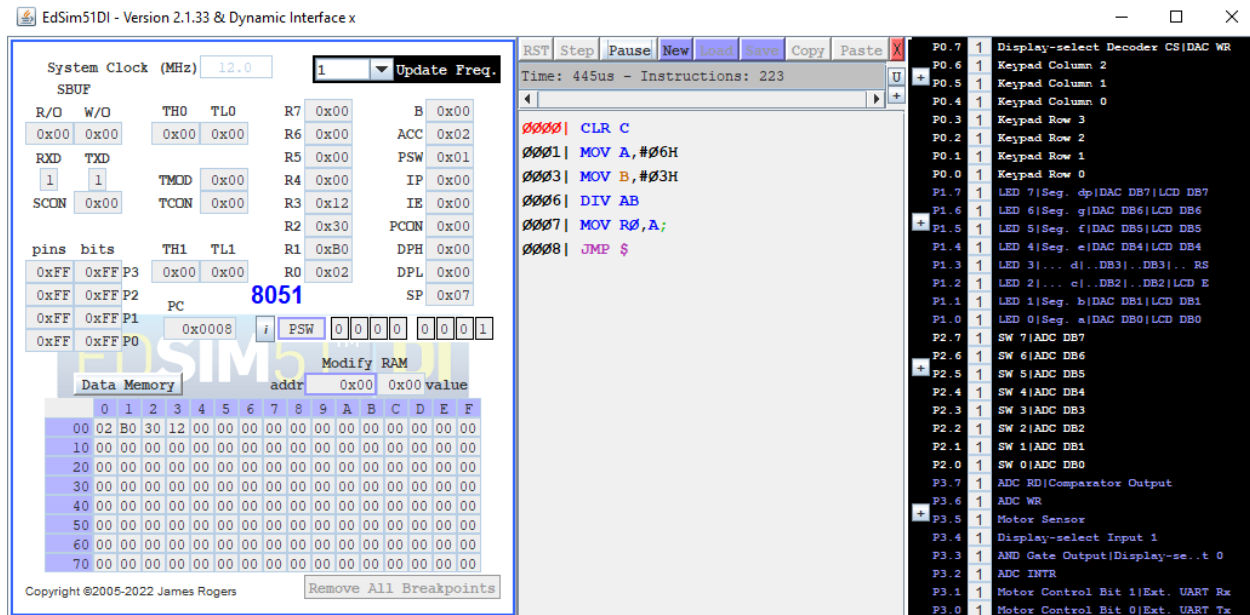 EdSim51DI - Version 2.1.33 & Dynamic Interface x
System Clock (MHz) 12.0 1 Update Freq.
SBUF
R/O W/O TH0 TL0 R7 0x00 B 0x00
0x00 0x00 0x00 0x00 R6 0x00 ACC 0x02
RXD TXD R5 0x00 PSW 0x01
1 1 TMOD 0x00 R4 0x00 IP 0x00
SCON 0x00 TCON 0x00 R3 0x12 IE 0x00
R2 0x30 PCON 0x00
pins bits TH1 TL1 R1 0xB0 DPH 0x00
0xFF 0xFF P3 0x00 0x00 R0 0x02 DPL 0x00
0xFF 0xFF P2 PC 8051 SP 0x07
0xFF 0xFF P1 0x0008 i PSW 0 0 0 0 0 0 0 1
0xFF 0xFF P0
EDSIM51DI
Modify RAM
Data Memory addr 0x00 0x00 value
0 1 2 3 4 5 6 7 8 9 A B C D E F
00 02 B0 30 12 00 00 00 00 00 00 00 00 00 00 00 00
10 00 00 00 00 00 00 00 00 00 00 00 00 00 00 00 00
20 00 00 00 00 00 00 00 00 00 00 00 00 00 00 00 00
30 00 00 00 00 00 00 00 00 00 00 00 00 00 00 00 00
40 00 00 00 00 00 00 00 00 00 00 00 00 00 00 00 00
50 00 00 00 00 00 00 00 00 00 00 00 00 00 00 00 00
60 00 00 00 00 00 00 00 00 00 00 00 00 00 00 00 00
70 00 00 00 00 00 00 00 00 00 00 00 00 00 00 00 00
Copyright ©2005-2022 James Rogers Remove All Breakpoints
RST Step Pause New Load Save Copy Paste X
Time: 445us - Instructions: 223 U
+
0000| CLR C
0001| MOV A,#06H
0003| MOV B,#03H
0006| DIV AB
0007| MOV R0,A;
0008| JMP $
P0.7 1 Display-select Decoder CS|DAC WR
P0.6 1 Keypad Column 2
+ P0.5 1 Keypad Column 1
P0.4 1 Keypad Column 0
P0.3 1 Keypad Row 3
P0.2 1 Keypad Row 2
P0.1 1 Keypad Row 1
P0.0 1 Keypad Row 0
P1.7 1 LED 7|Seg. dp|DAC DB7|LCD DB7
P1.6 1 LED 6|Seg. g|DAC DB6|LCD DB6
+ P1.5 1 LED 5|Seg. f|DAC DB5|LCD DB5
P1.4 1 LED 4|Seg. e|DAC DB4|LCD DB4
P1.3 1 LED 3|... d|..DB3|..DB3|.. RS
P1.2 1 LED 2|... c|..DB2|..DB2|LCD E
P1.1 1 LED 1|Seg. b|DAC DB1|LCD DB1
P1.0 1 LED 0|Seg. a|DAC DB0|LCD DB0
P2.7 1 SW 7|ADC DB7
P2.6 1 SW 6|ADC DB6
+ P2.5 1 SW 5|ADC DB5
P2.4 1 SW 4|ADC DB4
P2.3 1 SW 3|ADC DB3
P2.2 1 SW 2|ADC DB2
P2.1 1 SW 1|ADC DB1
P2.0 1 SW 0|ADC DB0
P3.7 1 ADC RD|Comparator Output
P3.6 1 ADC WR
+ P3.5 1 Motor Sensor
P3.4 1 Display-select Input 1
P3.3 1 AND Gate Output|Display-se..t 0
P3.2 1 ADC INTR
P3.1 1 Motor Control Bit 1|Ext. UART Rx
P3.0 1 Motor Control Bit 0|Ext. UART Tx